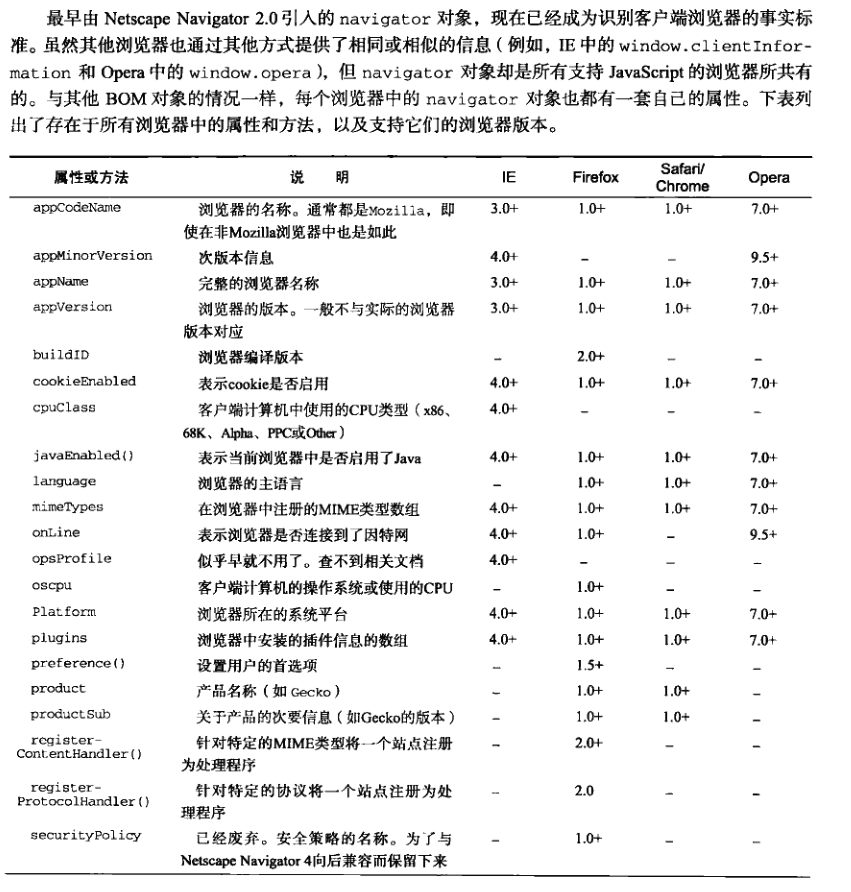 最早由 Netscape Navigator 2.0引入的 navigator 对象，现在已经成为识别客户端浏览器的事实标
准。虽然其他浏览器也通过其他方式提供了相同或相似的信息（例如，IE 中的 window.clientInfor-
mation 和 Opera 中的 window.opera），但 navigator 对象却是所有支持 JavaScript 的浏览器所共有
的。与其他 BOM 对象的情况一样，每个浏览器中的 navigator 对象也都有一套自己的属性。下表列
出了存在于所有浏览器中的属性和方法，以及支持它们的浏览器版本。
属性或方法 说 明 IE Firefox Safari/ Opera
Chrome
appCodeName 浏览器的名称。通常都是Mozilla，即 3.0+ 1.0+ 1.0+ 7.0+
使在非Mozilla浏览器中也是如此
appMinorVersion 次版本信息 4.0+ – – 9.5+
appName 完整的浏览器名称 3.0+ 1.0+ 1.0+ 7.0+
appVersion 浏览器的版本。一般不与实际的浏览器 3.0+ 1.0+ 1.0+ 7.0+
版本对应
buildID 浏览器编译版本 – 2.0+ – –
cookieEnabled 表示cookie是否启用 4.0+ 1.0+ 1.0+ 7.0+
cpuClass 客户端计算机中使用的CPU类型（x86、 4.0+ – – –
68K、Alpha、PPC或Other）
javaEnabled() 表示当前浏览器中是否启用了Java 4.0+ 1.0+ 1.0+ 7.0+
language 浏览器的主语言 – 1.0+ 1.0+ 7.0+
mimeTypes 在浏览器中注册的MIME类型数组 4.0+ 1.0+ 1.0+ 7.0+
onLine 表示浏览器是否连接到了因特网 4.0+ 1.0+ – 9.5+
opsProfile 似乎早就不用了。查不到相关文档 4.0+ – – –
oscpu 客户端计算机的操作系统或使用的CPU – 1.0+ – –
Platform 浏览器所在的系统平台 4.0+ 1.0+ 1.0+ 7.0+
plugins 浏览器中安装的插件信息的数组 4.0+ 1.0+ 1.0+ 7.0+
preference() 设置用户的首选项 – 1.5+ – –
product 产品名称（如 Gecko） – 1.0+ 1.0+ –
productSub 关于产品的次要信息（如Gecko的版本） – 1.0+ 1.0+ –
register- 针对特定的MIME类型将一个站点注册 – 2.0+ – –
ContentHandler() 为处理程序
register- 针对特定的协议将一个站点注册为处 – 2.0 – –
ProtocolHandler() 理程序
securityPolicy 已经废弃。安全策略的名称。为了与 – 1.0+ – –
Netscape Navigator 4向后兼容而保留下来